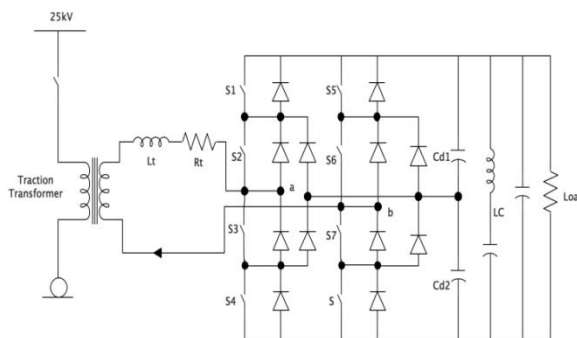 25kV
S1
S5
S2
Lt
Rt
S6
Cd1
Traction
Transformer
a
b
LC
Loa
S3
S7
S4
S
Cd2